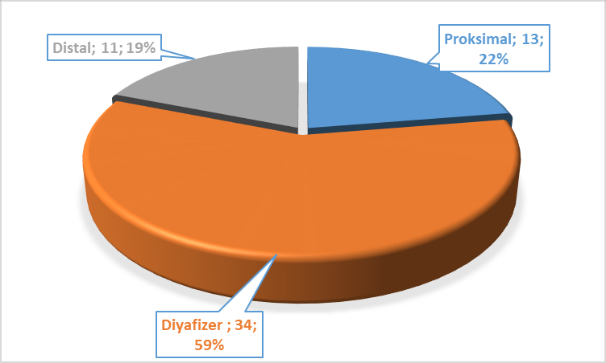 Distal; 11; 19%
Proksimal; 13;
22%
Diyafizer ; 34;
59%